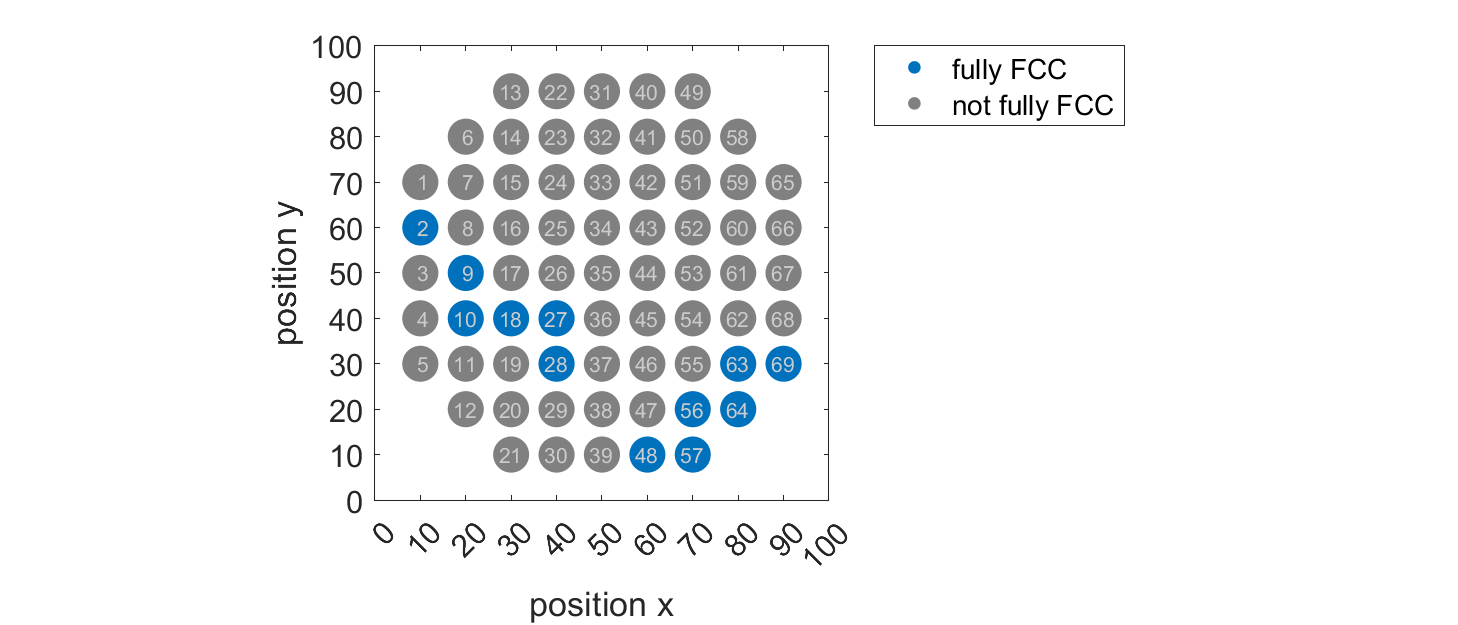 100
90
80
70
60
50
40
30
20
10
0
position y
13 22 31 40 49
6 14 23 32 41 50 58
1 7 15 24 33 42 51 59 65
2 8 16 25 34 43 52 60 66
3 9 17 26 35 44 53 61 67
4 10 18 27 36 45 54 62 68
5 11 19 28 37 46 55 63 69
12 20 29 38 47 56 64
21 30 39 48 57
0 10 20 30 40 50 60 70 80 90 100
position x
fully FCC
not fully FCC